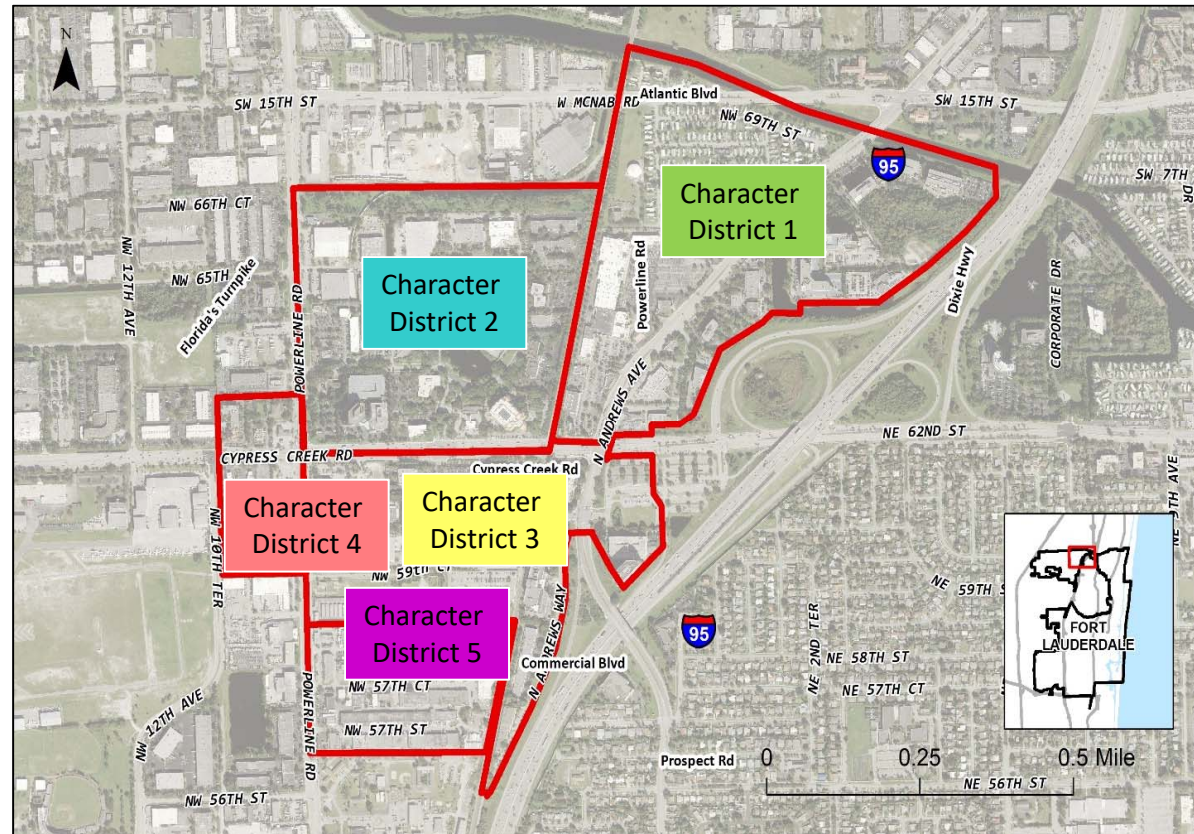 N
SW 15TH ST
W MCNAB RD
Atlantic Blvd
NW 69TH ST
SW 15TH ST
95
SW 7TH
DR
NW 66TH CT
Character
District 1
NW 12TH AVE
NW 65TH
Florida's Turnpike
POWERLINE RD
Character
District 2
Powerline Rd
Dixie Hwy
CORPORATE DR
N ANDREWS AVE
NE 62ND ST
CYPRESS CREEK RD
Cypress Creek Rd
Character
District 4
Character
District 3
NW 10TH TER
NW 59TH CT
NE 9TH AVE
NE 59TH
Character
District 5
N ANDREWS WAY
95
Commercial Blvd
NE 2ND TER
NE 58TH ST
NW 57TH CT
NE 57TH CT
FORT
LAUDERDALE
NW 12TH AVE
POWERLINE RD
NW 57TH ST
Prospect Rd
0 0.25 0.5 Mile
NW 56TH ST
NE 56TH ST